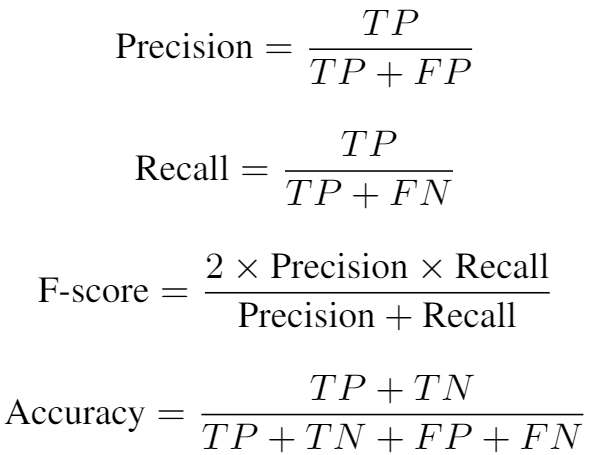 Precision = TP / TP + FP
Recall = TP / TP + FN
F-score = 2 × Precision × Recall / Precision + Recall
Accuracy = TP + TN / TP + TN + FP + FN